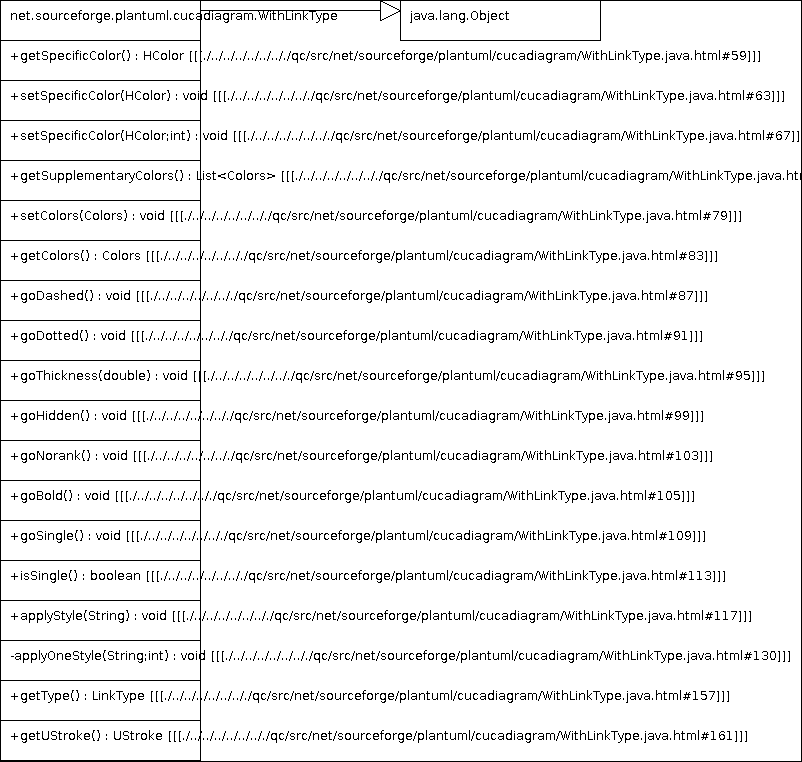 net.sourceforge.plantuml.cucadiagram.WithLinkType
java.lang.Object
+getSpecificColor() : HColor [[[./../../../../../../qc/src/net/sourceforge/plantuml/cucadiagram/WithLinkType.java.html#59]]]
+setSpecificColor(HColor) : void [[[./../../../../../../qc/src/net/sourceforge/plantuml/cucadiagram/WithLinkType.java.html#63]]]
+setSpecificColor(HColor;int) : void [[[./../../../../../../qc/src/net/sourceforge/plantuml/cucadiagram/WithLinkType.java.html#67]]
+getSupplementaryColors() : List<Colors> [[[./../../../../../../qc/src/net/sourceforge/plantuml/cucadiagram/WithLinkType.java.ht
+setColors(Colors) : void [[[./../../../../../../qc/src/net/sourceforge/plantuml/cucadiagram/WithLinkType.java.html#79]]]
+getColors() : Colors [[[./../../../../../../qc/src/net/sourceforge/plantuml/cucadiagram/WithLinkType.java.html#83]]]
+goDashed() : void [[[./../../../../../../qc/src/net/sourceforge/plantuml/cucadiagram/WithLinkType.java.html#87]]]
+goDotted() : void [[[./../../../../../../qc/src/net/sourceforge/plantuml/cucadiagram/WithLinkType.java.html#91]]]
+goThickness(double) : void [[[./../../../../../../qc/src/net/sourceforge/plantuml/cucadiagram/WithLinkType.java.html#95]]]
+goHidden() : void [[[./../../../../../../qc/src/net/sourceforge/plantuml/cucadiagram/WithLinkType.java.html#99]]]
+goNorank() : void [[[./../../../../../../qc/src/net/sourceforge/plantuml/cucadiagram/WithLinkType.java.html#103]]]
+goBold() : void [[[./../../../../../../qc/src/net/sourceforge/plantuml/cucadiagram/WithLinkType.java.html#105]]]
+goSingle() : void [[[./../../../../../../qc/src/net/sourceforge/plantuml/cucadiagram/WithLinkType.java.html#109]]]
+isSingle() : boolean [[[./../../../../../../qc/src/net/sourceforge/plantuml/cucadiagram/WithLinkType.java.html#113]]]
+applyStyle(String) : void [[[./../../../../../../qc/src/net/sourceforge/plantuml/cucadiagram/WithLinkType.java.html#117]]]
-applyOneStyle(String;int) : void [[[./../../../../../../qc/src/net/sourceforge/plantuml/cucadiagram/WithLinkType.java.html#130]]]
+getType() : LinkType [[[./../../../../../../qc/src/net/sourceforge/plantuml/cucadiagram/WithLinkType.java.html#157]]]
+getUStroke() : UStroke [[[./../../../../../../qc/src/net/sourceforge/plantuml/cucadiagram/WithLinkType.java.html#161]]]